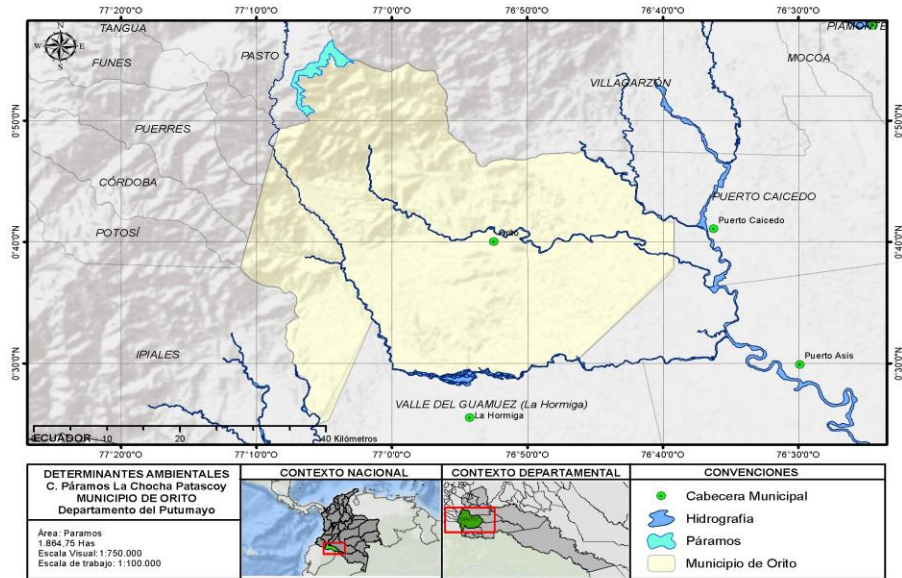 77°20'0"W 77°10'0"W 77°0'0"W 76°50'0"W 76°40'0"W 76°30'0"W
N
W E
S
TANGUA
FUNES
PASTO
PUERRES
CÓRDOBA
POTOSÍ
IPIALES
VILLAGARZÓN
MOCOA
PIAMONTE
PUERTO CAICEDO
Puerto Caicedo
Orito
Puerto Asís
VALLE DEL GUAMUEZ (La Hormiga)
La Hormiga
0°50'0"N 0°50'0"N
0°40'0"N 0°40'0"N
0°30'0"N 0°30'0"N
ECUADOR 10 20 40 Kilómetros
77°20'0"W 77°10'0"W 77°0'0"W 76°50'0"W 76°40'0"W 76°30'0"W
DETERMINANTES AMBIENTALES
C. Páramos La Chocha Patascoy
MUNICIPIO DE ORITO
Departamento del Putumayo
Área: Paramos
1.864,75 Has
Escala Visual:1:750.000
Escala de trabajo: 1:100.000
CONTEXTO NACIONAL
CONTEXTO DEPARTAMENTAL
CONVENCIONES
Cabecera Municipal
Hidrografia
Páramos
Municipio de Orito